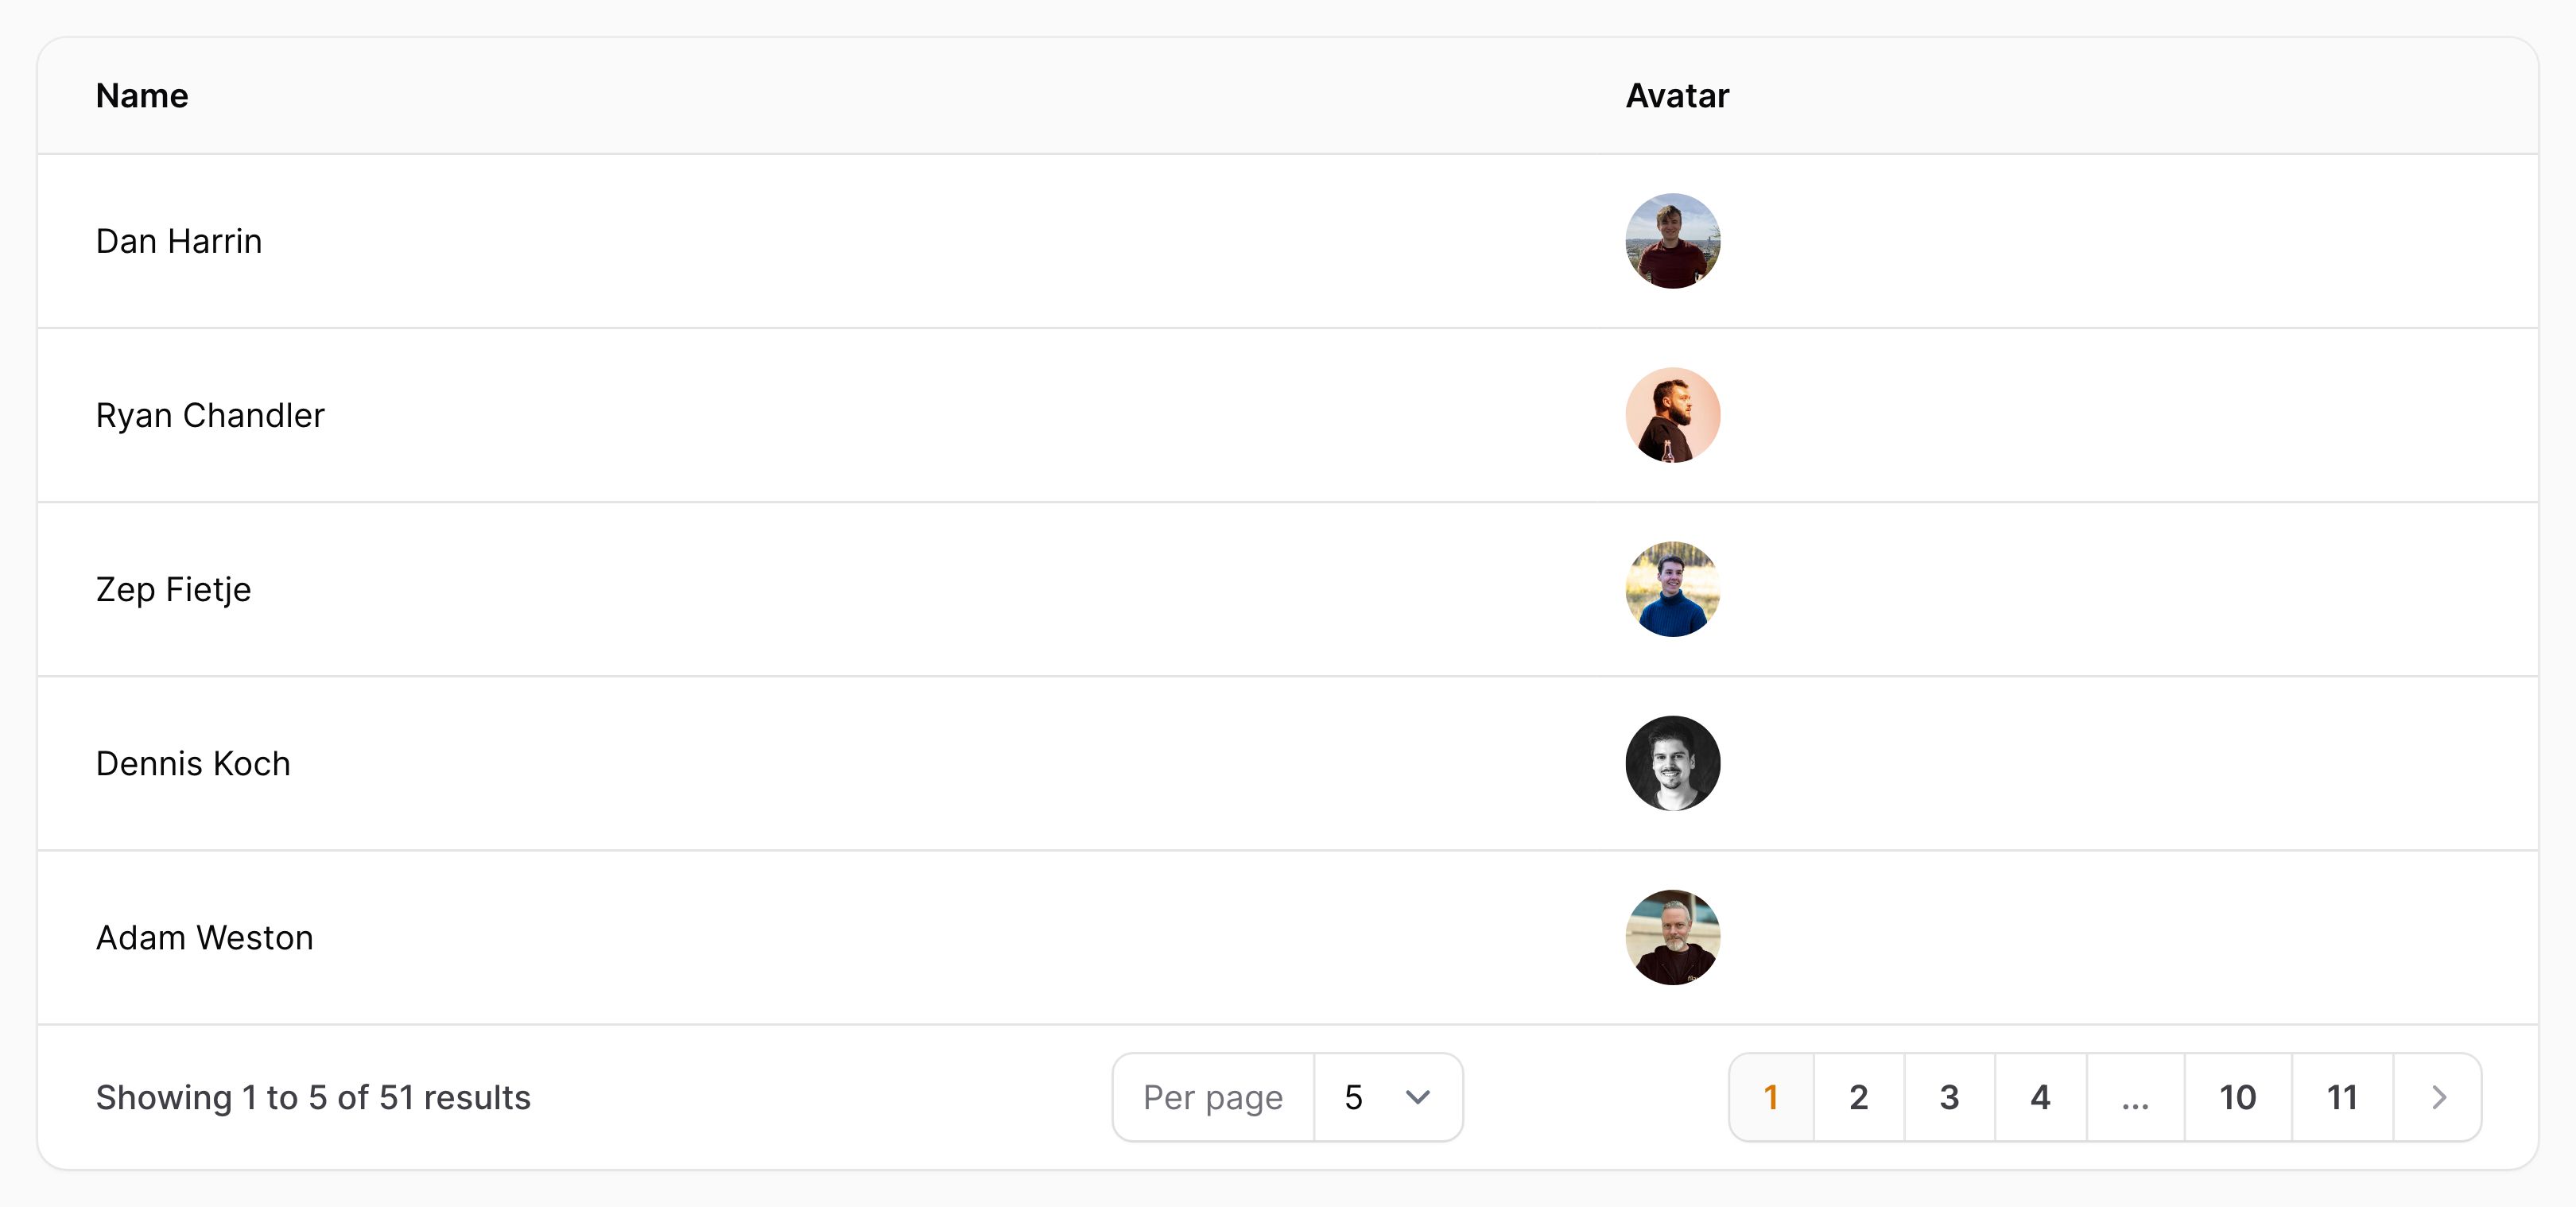 Name Avatar
Dan Harrin
Ryan Chandler
Zep Fietje
Dennis Koch
Adam Weston
Showing 1 to 5 of 51 results Per page 5 1 2 3 4 ... 10 11